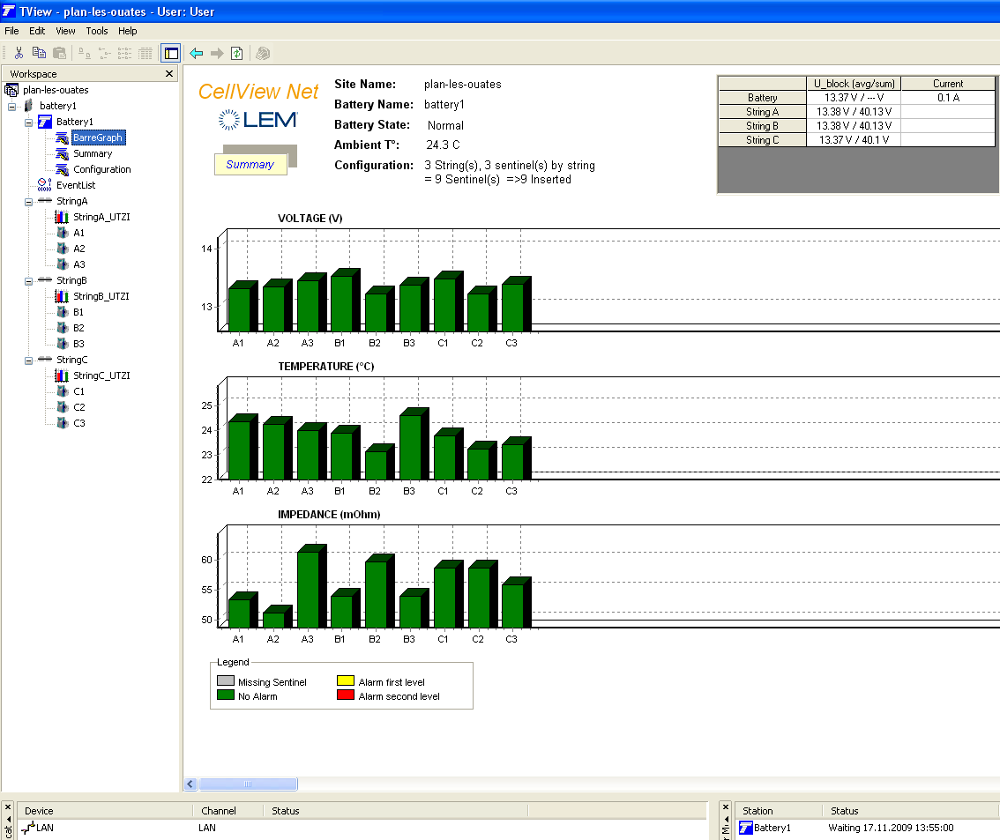 TView - plan-les-ouates - User: User
File Edit View Tools Help
Workspace
plan-les-ouates
battery1
Battery1
BarreGraph
Summary
Configuration
EventList
StringA
StringA_UTZI
A1
A2
A3
StringB
StringB_UTZI
B1
B2
B3
StringC
StringC_UTZI
C1
C2
C3
CellView Net
LEM
Summary
Site Name: plan-les-ouates
Battery Name: battery1
Battery State: Normal
Ambient T°: 24.3 C
Configuration: 3 String(s), 3 sentinel(s) by string
= 9 Sentinel(s) =>9 Inserted
U_block (avg/sum) Current
Battery 13.37 V / --- V 0.1 A
String A 13.38 V / 40.13 V
String B 13.38 V / 40.13 V
String C 13.37 V / 40.1 V
VOLTAGE (V)
14
13
A1 A2 A3 B1 B2 B3 C1 C2 C3
TEMPERATURE (°C)
25
24
23
22
A1 A2 A3 B1 B2 B3 C1 C2 C3
IMPEDANCE (mOhm)
60
55
50
A1 A2 A3 B1 B2 B3 C1 C2 C3
Legend
Missing Sentinel Alarm first level
No Alarm Alarm second level
Device Channel Status
LAN LAN
Station Status
Battery1 Waiting 17.11.2009 13:55:00